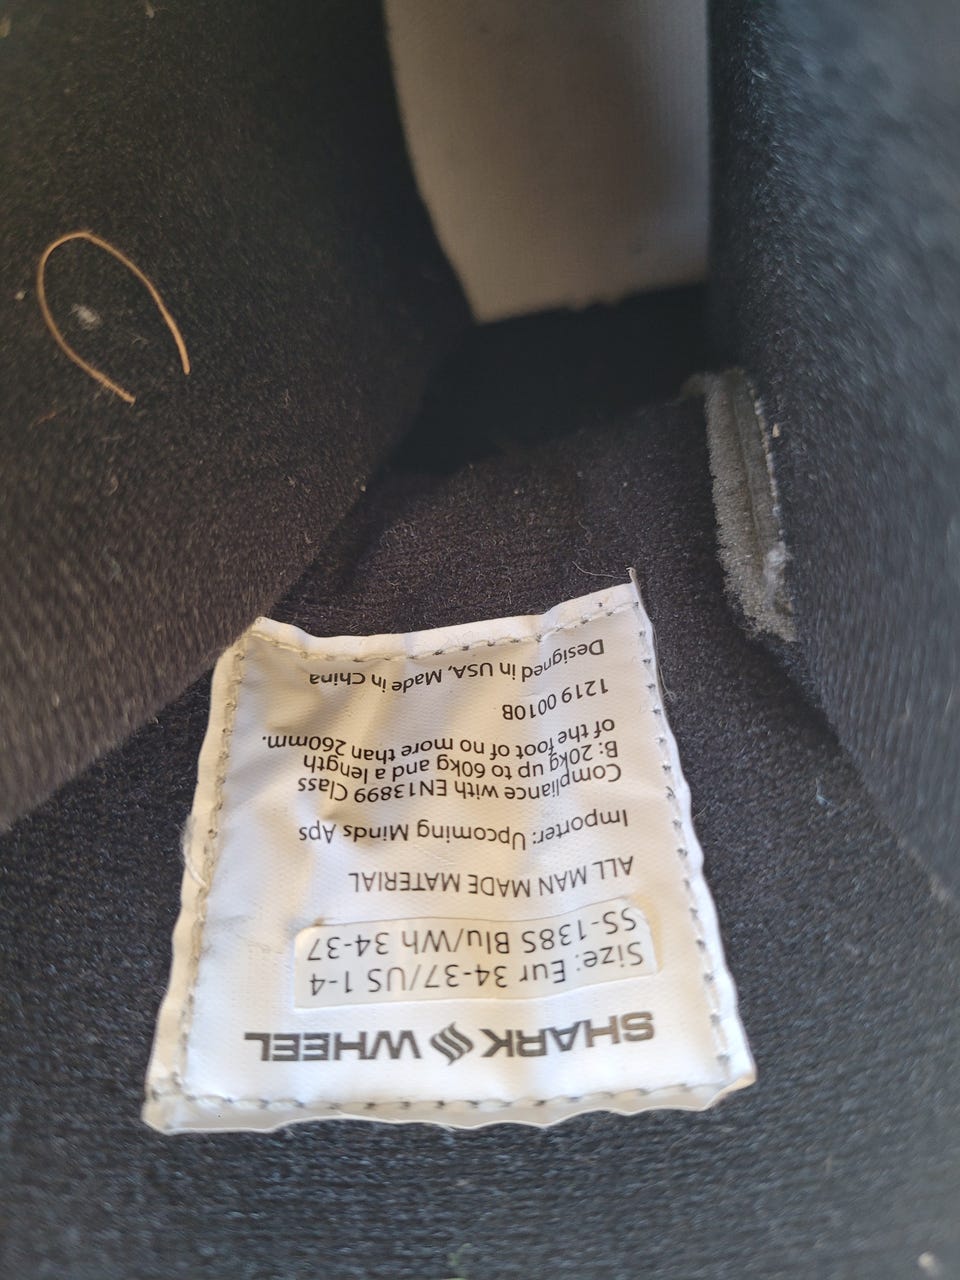 SHARK WHEEL
Size: Eur 34-37/US 1-4
SS-138S Blu/Wh 34-37
ALL MAN MADE MATERIAL
Importer: Upcoming Minds Aps
Compliance with EN13899 Class
B: 20kg up to 60kg and a length
of the foot of no more than 260mm.
1219 0010B
Designed in USA, Made in China